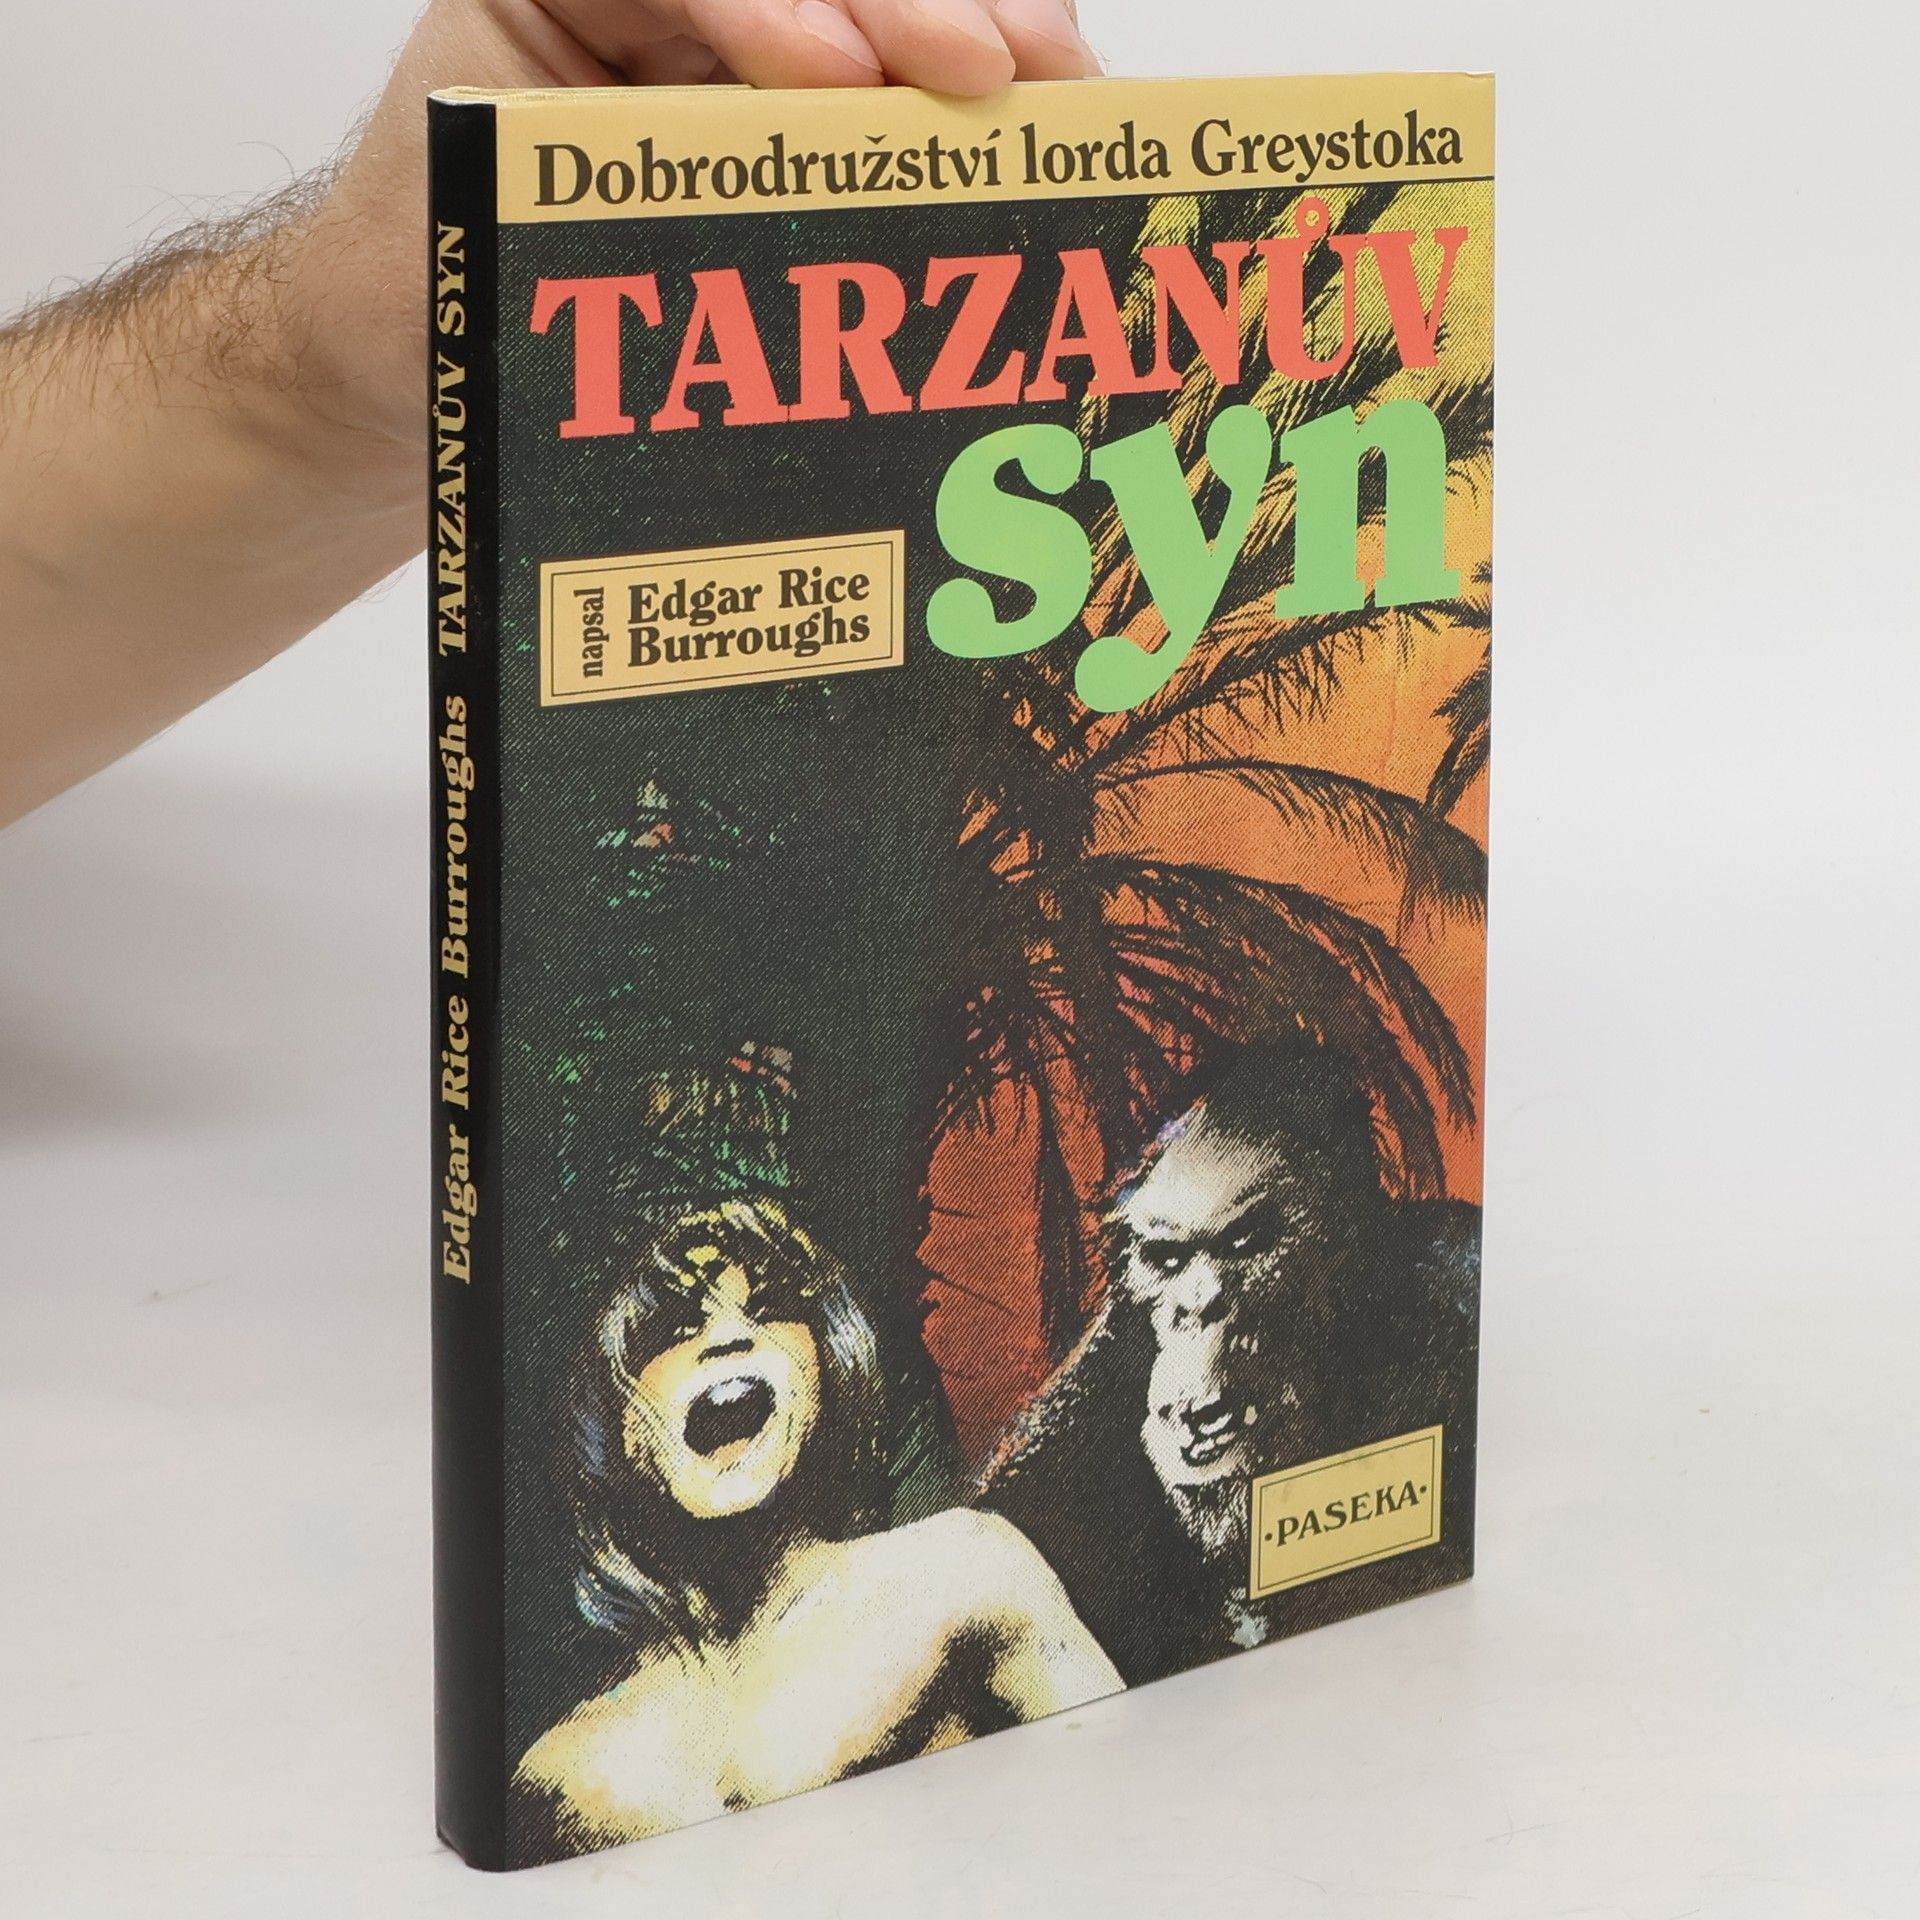 Dobrodružství lorda Greystoka
TARZANŮV
syn
napsal
Edgar Rice
Burroughs
·PASEKA·
Edgar Rice Burroughs TARZANŮV SYN